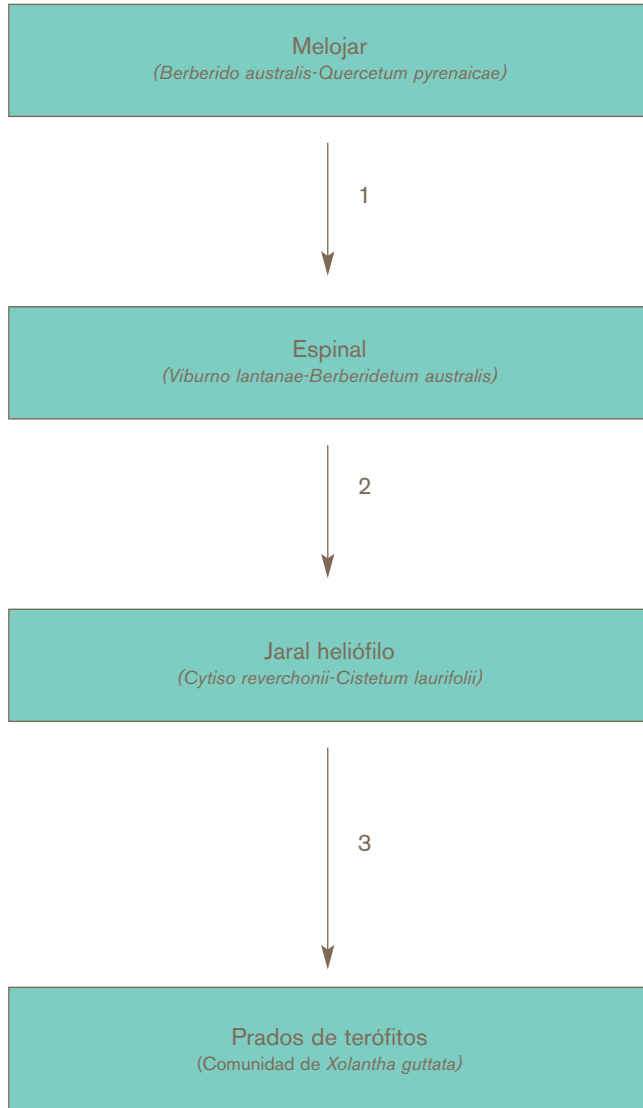 Melojar
(Berberido australis-Quercetum pyrenaicae)
1
Espinal
(Viburno lantanae-Berberidetum australis)
2
Jaral heliófilo
(Cytiso reverchonii-Cistetum laurifolii)
3
Prados de terófitos
(Comunidad de Xolantha guttata)